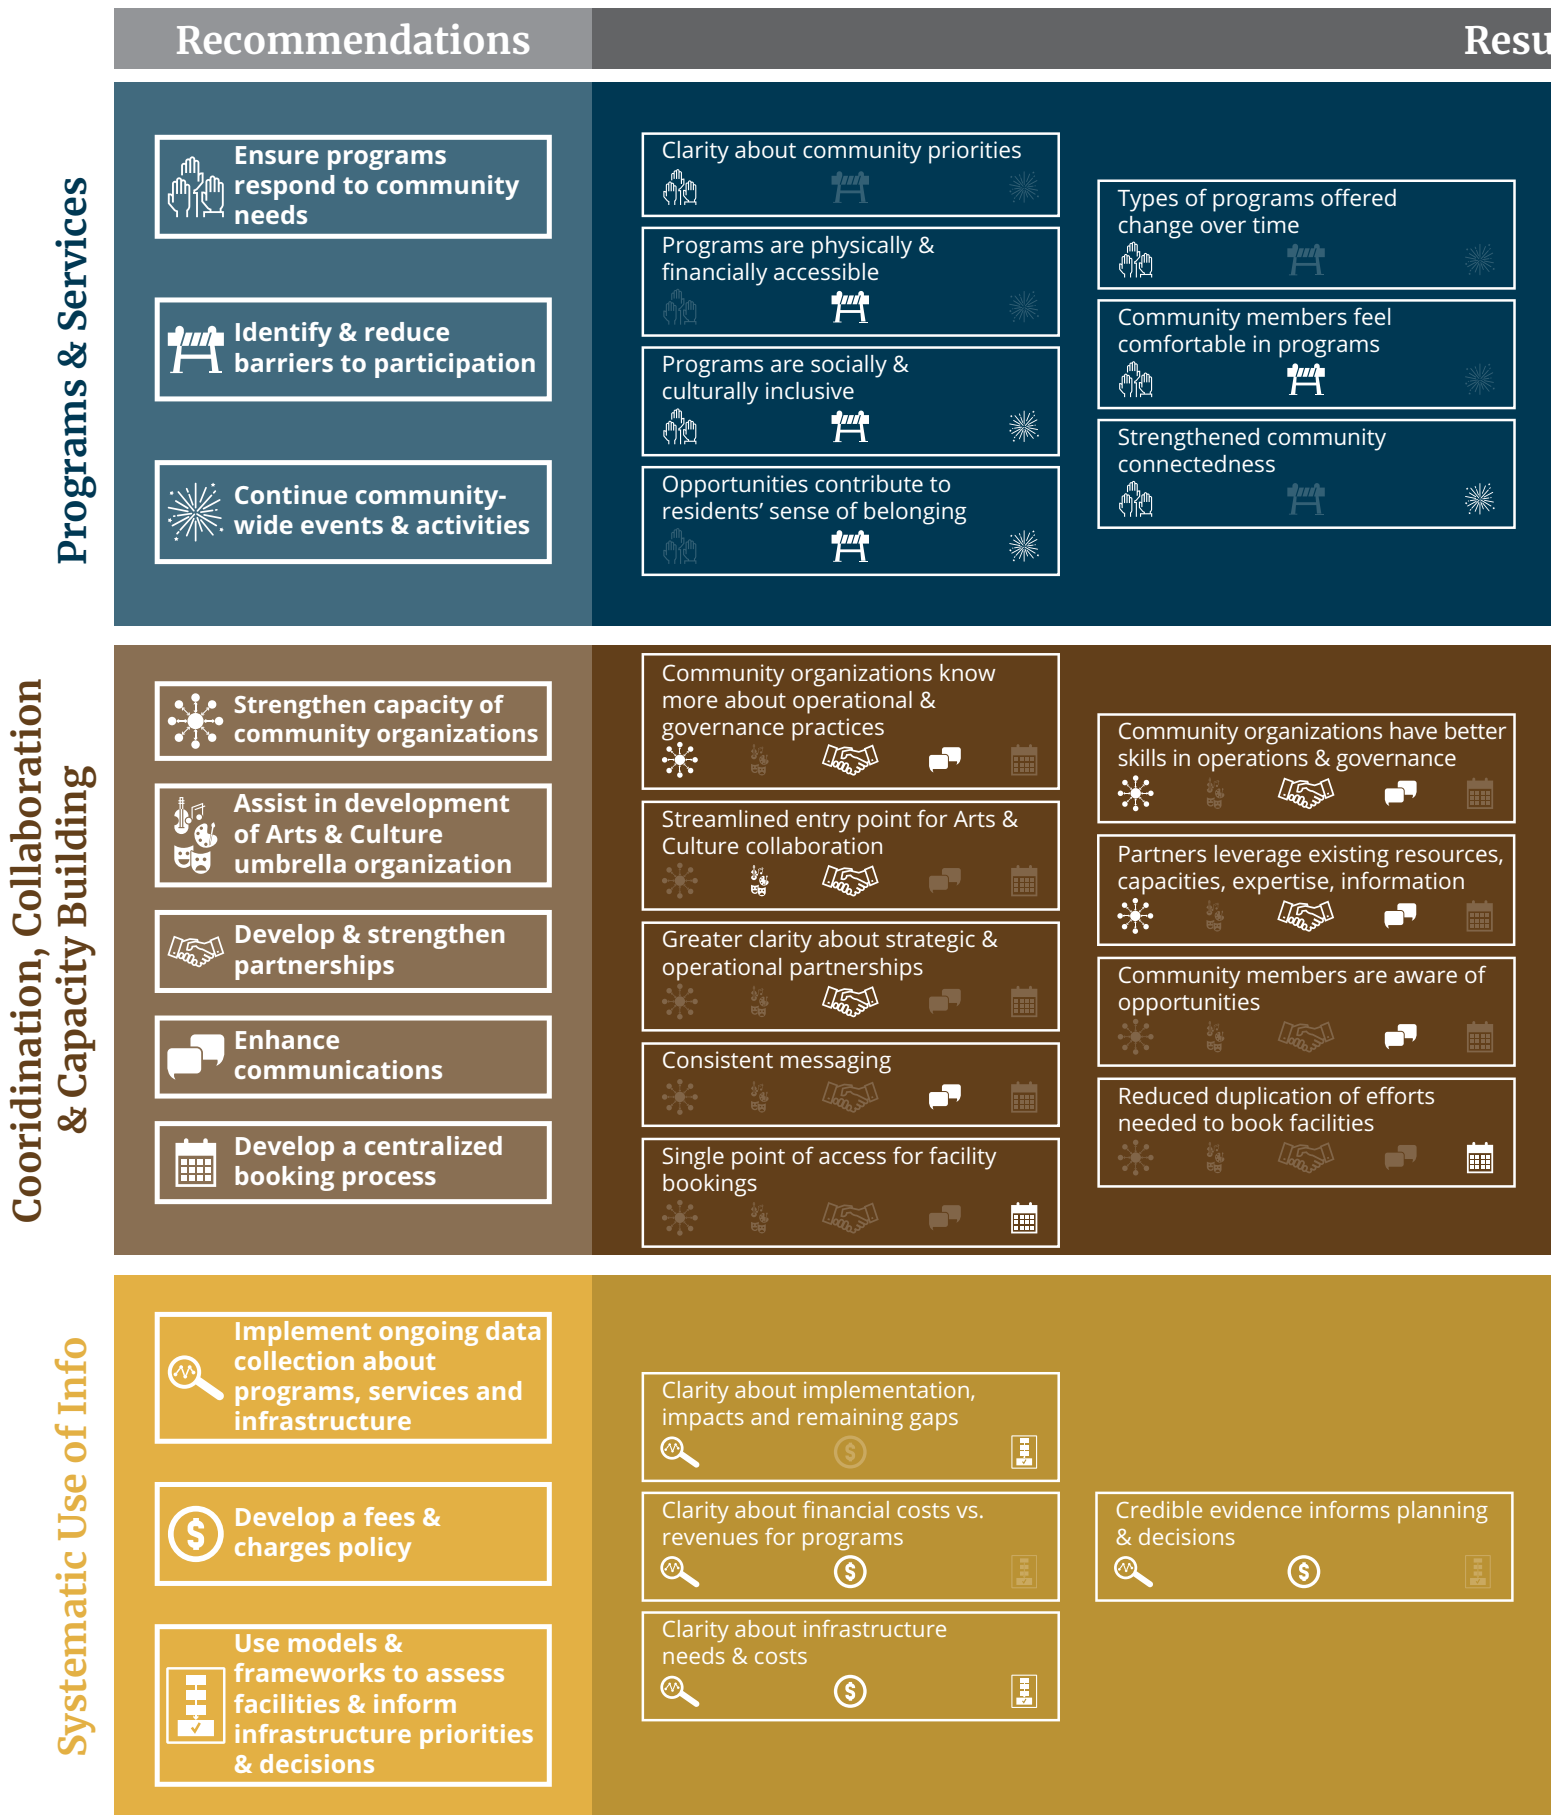 Recommendations
Resu
Programs & Services
Ensure programs
respond to community
needs
Identify & reduce
barriers to participation
Continue community-
wide events & activities
Clarity about community priorities
Programs are physically &
financially accessible
Programs are socially &
culturally inclusive
Opportunities contribute to
residents’ sense of belonging
Types of programs offered
change over time
Community members feel
comfortable in programs
Strengthened community
connectedness
Cooridination, Collaboration
& Capacity Building
Strengthen capacity of
community organizations
Assist in development
of Arts & Culture
umbrella organization
Develop & strengthen
partnerships
Enhance
communications
Develop a centralized
booking process
Community organizations know
more about operational &
governance practices
Streamlined entry point for Arts &
Culture collaboration
Greater clarity about strategic &
operational partnerships
Consistent messaging
Single point of access for facility
bookings
Community organizations have better
skills in operations & governance
Partners leverage existing resources,
capacities, expertise, information
Community members are aware of
opportunities
Reduced duplication of efforts
needed to book facilities
Systematic Use of Info
Implement ongoing data
collection about
programs, services and
infrastructure
Develop a fees &
charges policy
Use models &
frameworks to assess
facilities & inform
infrastructure priorities
& decisions
Clarity about implementation,
impacts and remaining gaps
Clarity about financial costs vs.
revenues for programs
Clarity about infrastructure
needs & costs
Credible evidence informs planning
& decisions